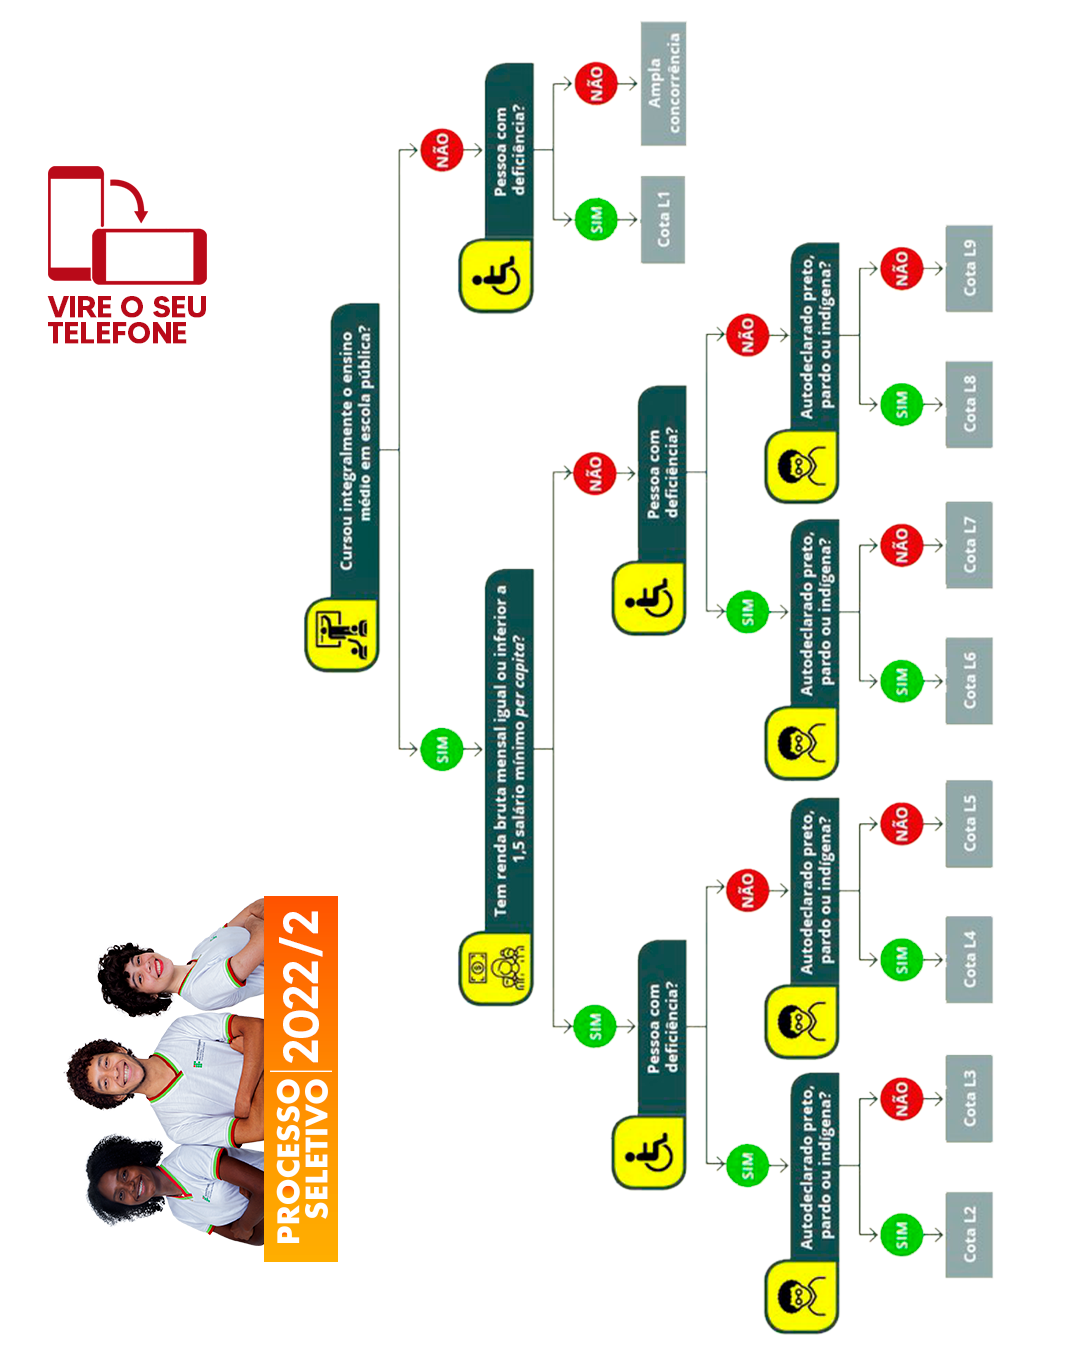 VIRE O SEU
TELEFONE
PROCESSO
SELETIVO
2022/2
Cursou integralmente o ensino
médio em escola pública?
SIM
NÃO
Tem renda bruta mensal ou inferior a
1,5 salário mínimo per capita?
Pessoa com
deficiência?
SIM
NÃO
SIM
NÃO
Pessoa com
deficiência?
Pessoa com
deficiência?
Cota L1
Ampla
concorrência
SIM
NÃO
SIM
NÃO
Autodeclarado preto,
pardo ou indígena?
Autodeclarado preto,
pardo ou indígena?
Autodeclarado preto,
pardo ou indígena?
Autodeclarado preto,
pardo ou indígena?
SIM
NÃO
SIM
NÃO
SIM
NÃO
SIM
NÃO
Cota L2
Cota L3
Cota L4
Cota L5
Cota L6
Cota L7
Cota L8
Cota L9